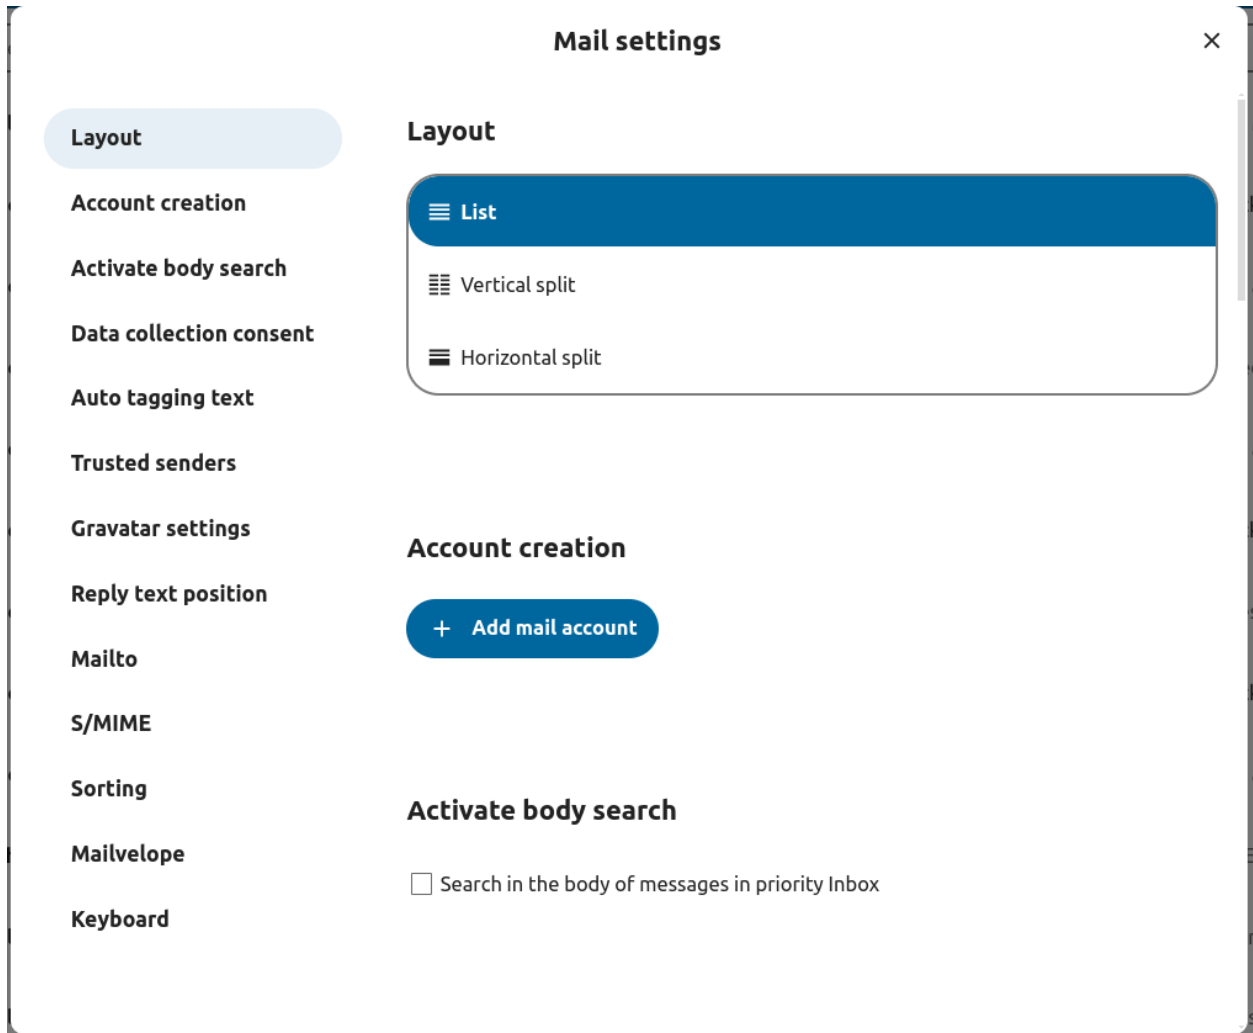 Mail settings
Layout
Account creation
Activate body search
Data collection consent
Auto tagging text
Trusted senders
Gravatar settings
Reply text position
Mailto
S/MIME
Sorting
Mailvelope
Keyboard
Layout
List
Vertical split
Horizontal split
Account creation
Add mail account
Activate body search
Search in the body of messages in priority Inbox